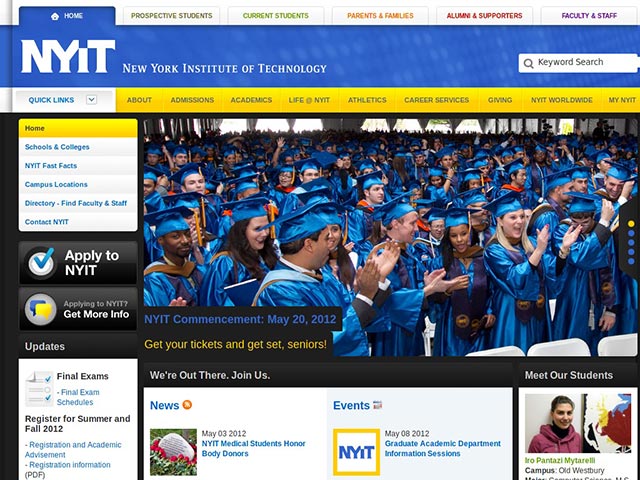 HOME
PROSPECTIVE STUDENTS
CURRENT STUDENTS
PARENTS & FAMILIES
ALUMNI & SUPPORTERS
FACULTY & STAFF
NYiT NEW YORK INSTITUTE OF TECHNOLOGY
Keyword Search
QUICK LINKS
ABOUT
ADMISSIONS
ACADEMICS
LIFE @ NYIT
ATHLETICS
CAREER SERVICES
GIVING
NYIT WORLDWIDE
MY NYIT
Home
Schools & Colleges
NYIT Fast Facts
Campus Locations
Directory - Find Faculty & Staff
Contact NYIT
Apply to
NYIT
Applying to NYIT?
Get More Info
Updates
Final Exams
- Final Exam
Schedules
Register for Summer and
Fall 2012
- Registration and Academic
Advisement
- Registration information
(PDF)
NYIT Commencement: May 20, 2012
Get your tickets and get set, seniors!
We're Out There. Join Us.
News
May 03 2012
NYIT Medical Students Honor
Body Donors
Events
NYiT
May 08 2012
Graduate Academic Department
Information Sessions
Meet Our Students
Iro Pantazi Mytarelli
Campus: Old Westbury
Major: Computer Science, M.S.